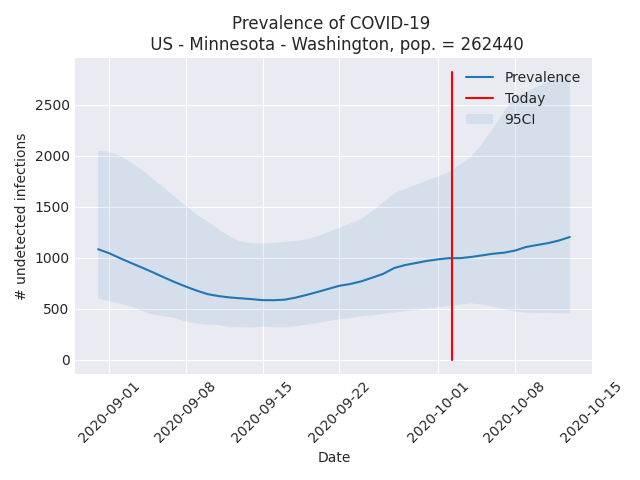 Prevalence of COVID-19
US - Minnesota - Washington, pop. = 262440
# undetected infections
2500
2000
1500
1000
500
0
Prevalence
Today
95CI
2020-09-01
2020-09-08
2020-09-15
2020-09-22
2020-10-01
2020-10-08
2020-10-15
Date